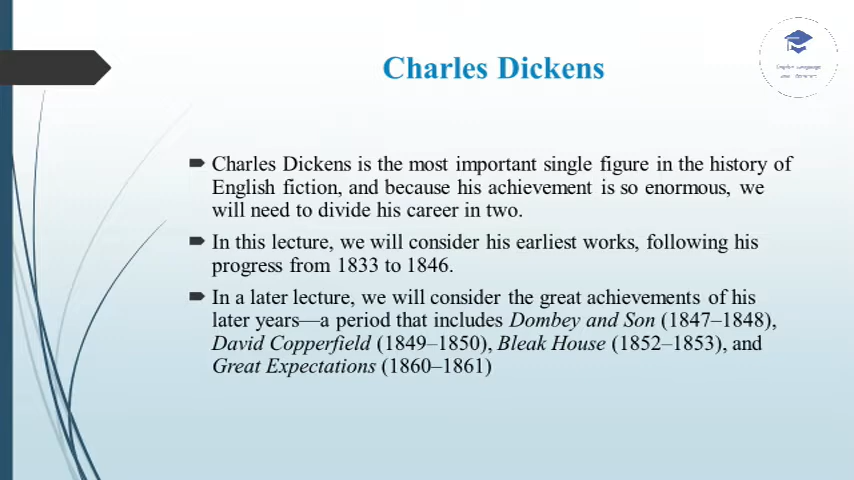 Charles Dickens
English Language
Charles Dickens is the most important single figure in the history of
English fiction, and because his achievement is so enormous, we
will need to divide his career in two.
In this lecture, we will consider his earliest works, following his
progress from 1833 to 1846.
In a later lecture, we will consider the great achievements of his
later years—a period that includes Dombey and Son (1847–1848),
David Copperfield (1849–1850), Bleak House (1852–1853), and
Great Expectations (1860–1861)